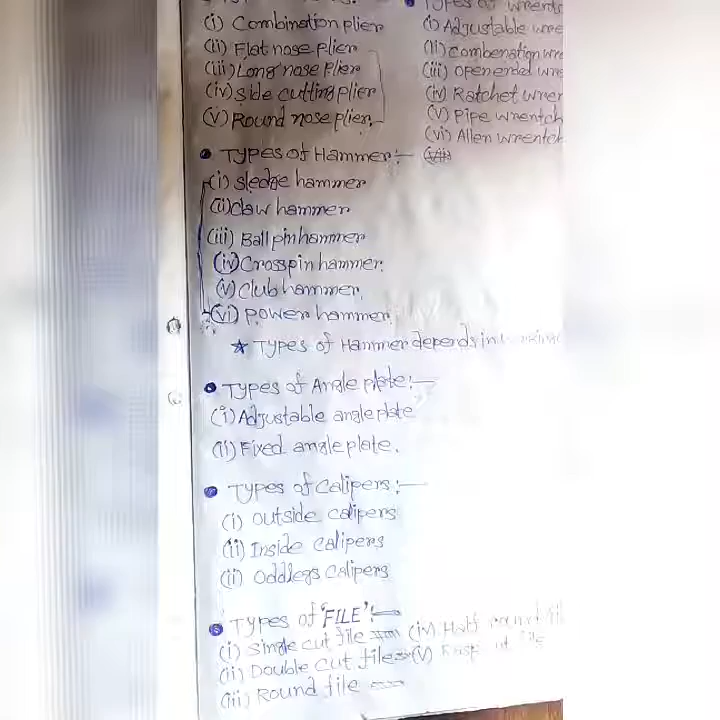 (i) Combination plier
(ii) Flat nose plier
(iii) Long nose plier
(iv) side cutting plier
(v) Round nose plier
Types of
(i) Adjustable
(ii) combenation
(iii) open ended
(iv) Ratchet
(v) Pipe wrentch
(vi) Allen wrentch
• Types of Hammer:-
(i) sledge hammer
(ii) claw hammer
(iii) Ball pin hammer
(iv) Cross pin hammer
(v) Club hammer
(vi) power hammer
* Types of Hammer depends in
• Types of Angle plate:-
(i) Adjustable angle plate
(ii) Fixed angle plate.
• Types of Calipers:-
(i) outside calipers
(ii) Inside calipers
(ii) Oddlegs calipers
• Types of "FILE":-
(i) Single cut file
(ii) Double cut file
(iii) Round file
(iv) Half round
(v)